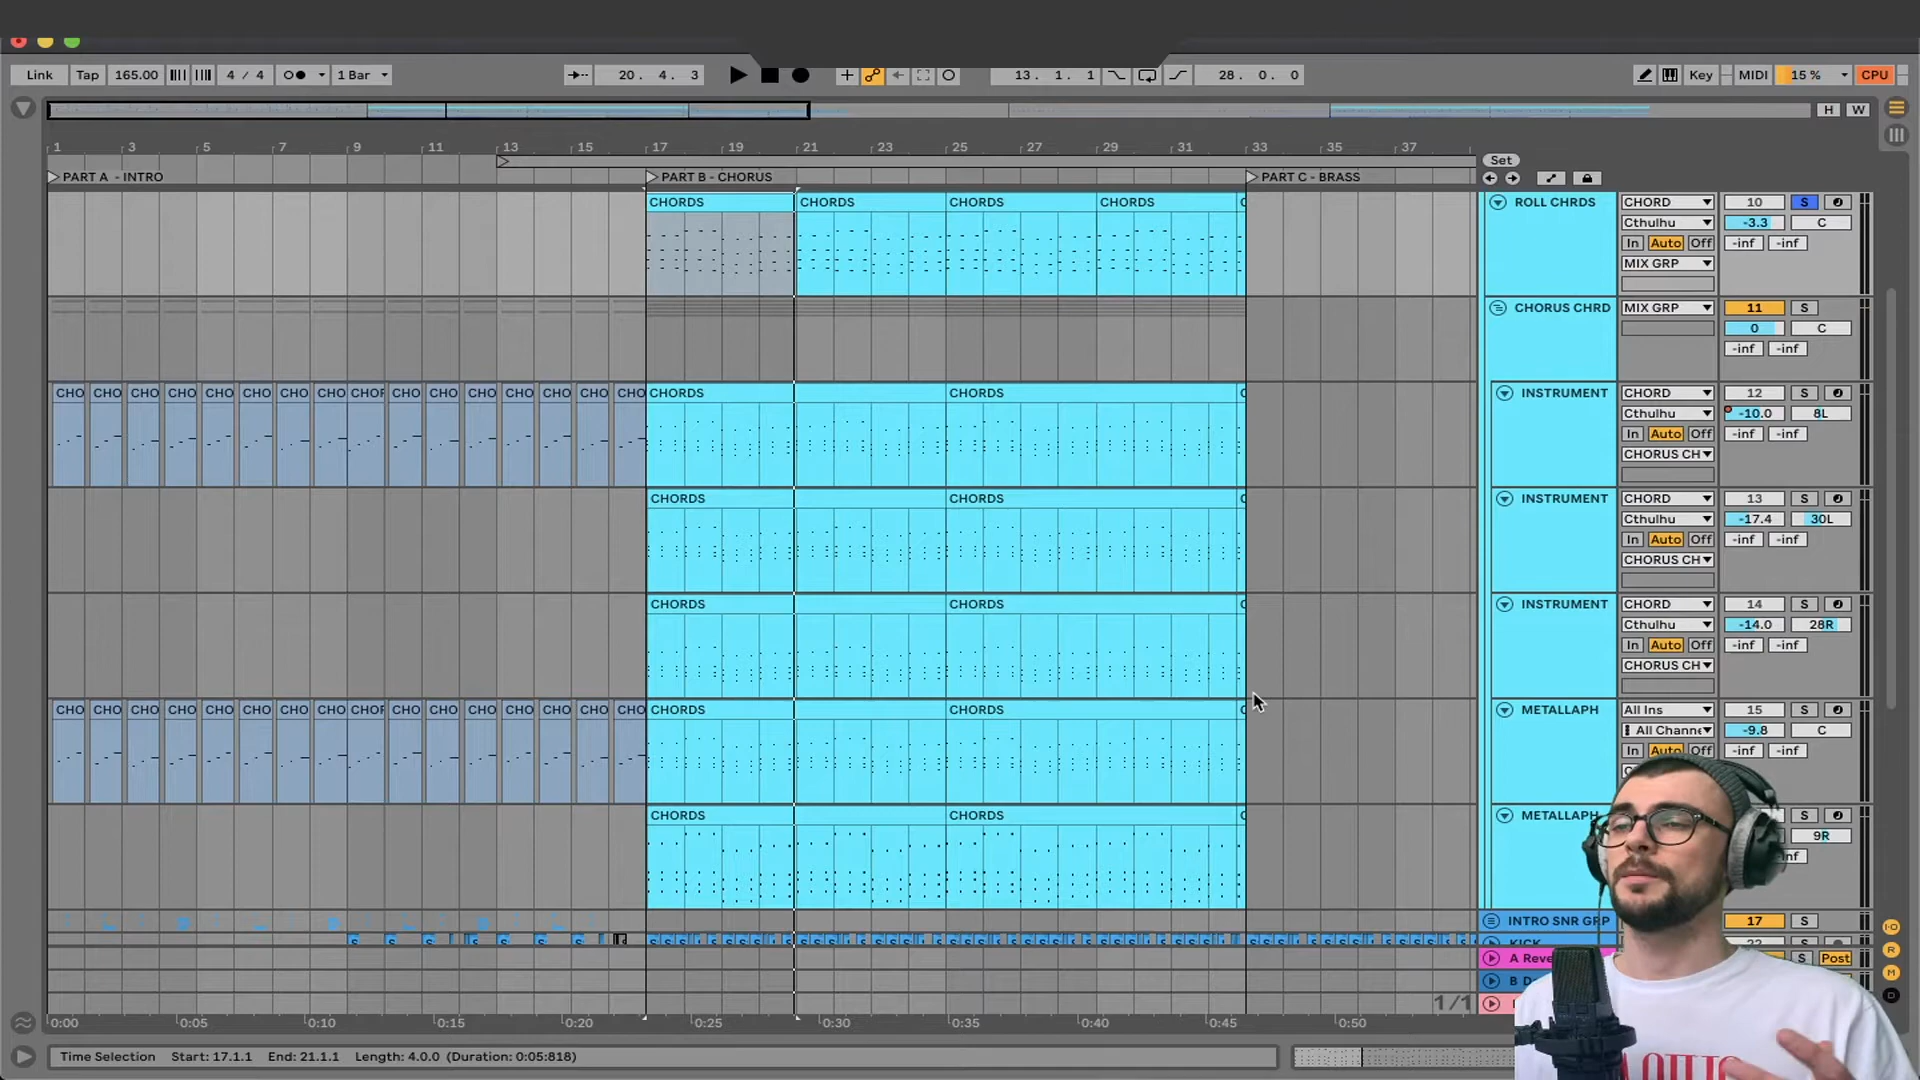 Link Tap 165.00 4 / 4 1 Bar 20. 4. 3 13. 1. 1 28. 0. 0 Key MIDI 15 % CPU
H W
1 3 5 7 9 11 13 15 17 19 21 23 25 27 29 31 33 35 37
Set
PART A - INTRO PART B - CHORUS PART C - BRASS
CHORDS CHORDS CHORDS CHORDS C ROLL CHRDS CHORD 10 S
Cthulhu -3.3 C
In Auto Off -inf -inf
MIX GRP
CHORUS CHRD MIX GRP 11 S
0 C
-inf -inf
CHO CHO CHO CHO CHO CHO CHO CHO CHOF CHO CHO CHO CHO CHO CHO CHO CHORDS CHORDS C INSTRUMENT CHORD 12 S
Cthulhu -10.0 8L
In Auto Off -inf -inf
CHORUS CH
CHORDS CHORDS C INSTRUMENT CHORD 13 S
Cthulhu -17.4 30L
In Auto Off -inf -inf
CHORUS CH
CHORDS CHORDS C INSTRUMENT CHORD 14 S
Cthulhu -14.0 28R
In Auto Off -inf -inf
CHORUS CH
CHO CHO CHO CHO CHO CHO CHO CHO CHOF CHO CHO CHO CHO CHO CHO CHO CHORDS CHORDS C METALLAPH All Ins 15 S
All Channe -9.8 C
In Auto Off -inf -inf
CHORDS CHORDS C METALLAPH
9R
inf
INTRO SNR GRP 17 S
KICK
A Reve S Post
B D
1/1
0:00 0:05 0:10 0:15 0:20 0:25 0:30 0:35 0:40 0:45 0:50
Time Selection Start: 17.1.1 End: 21.1.1 Length: 4.0.0 (Duration: 0:05:818)